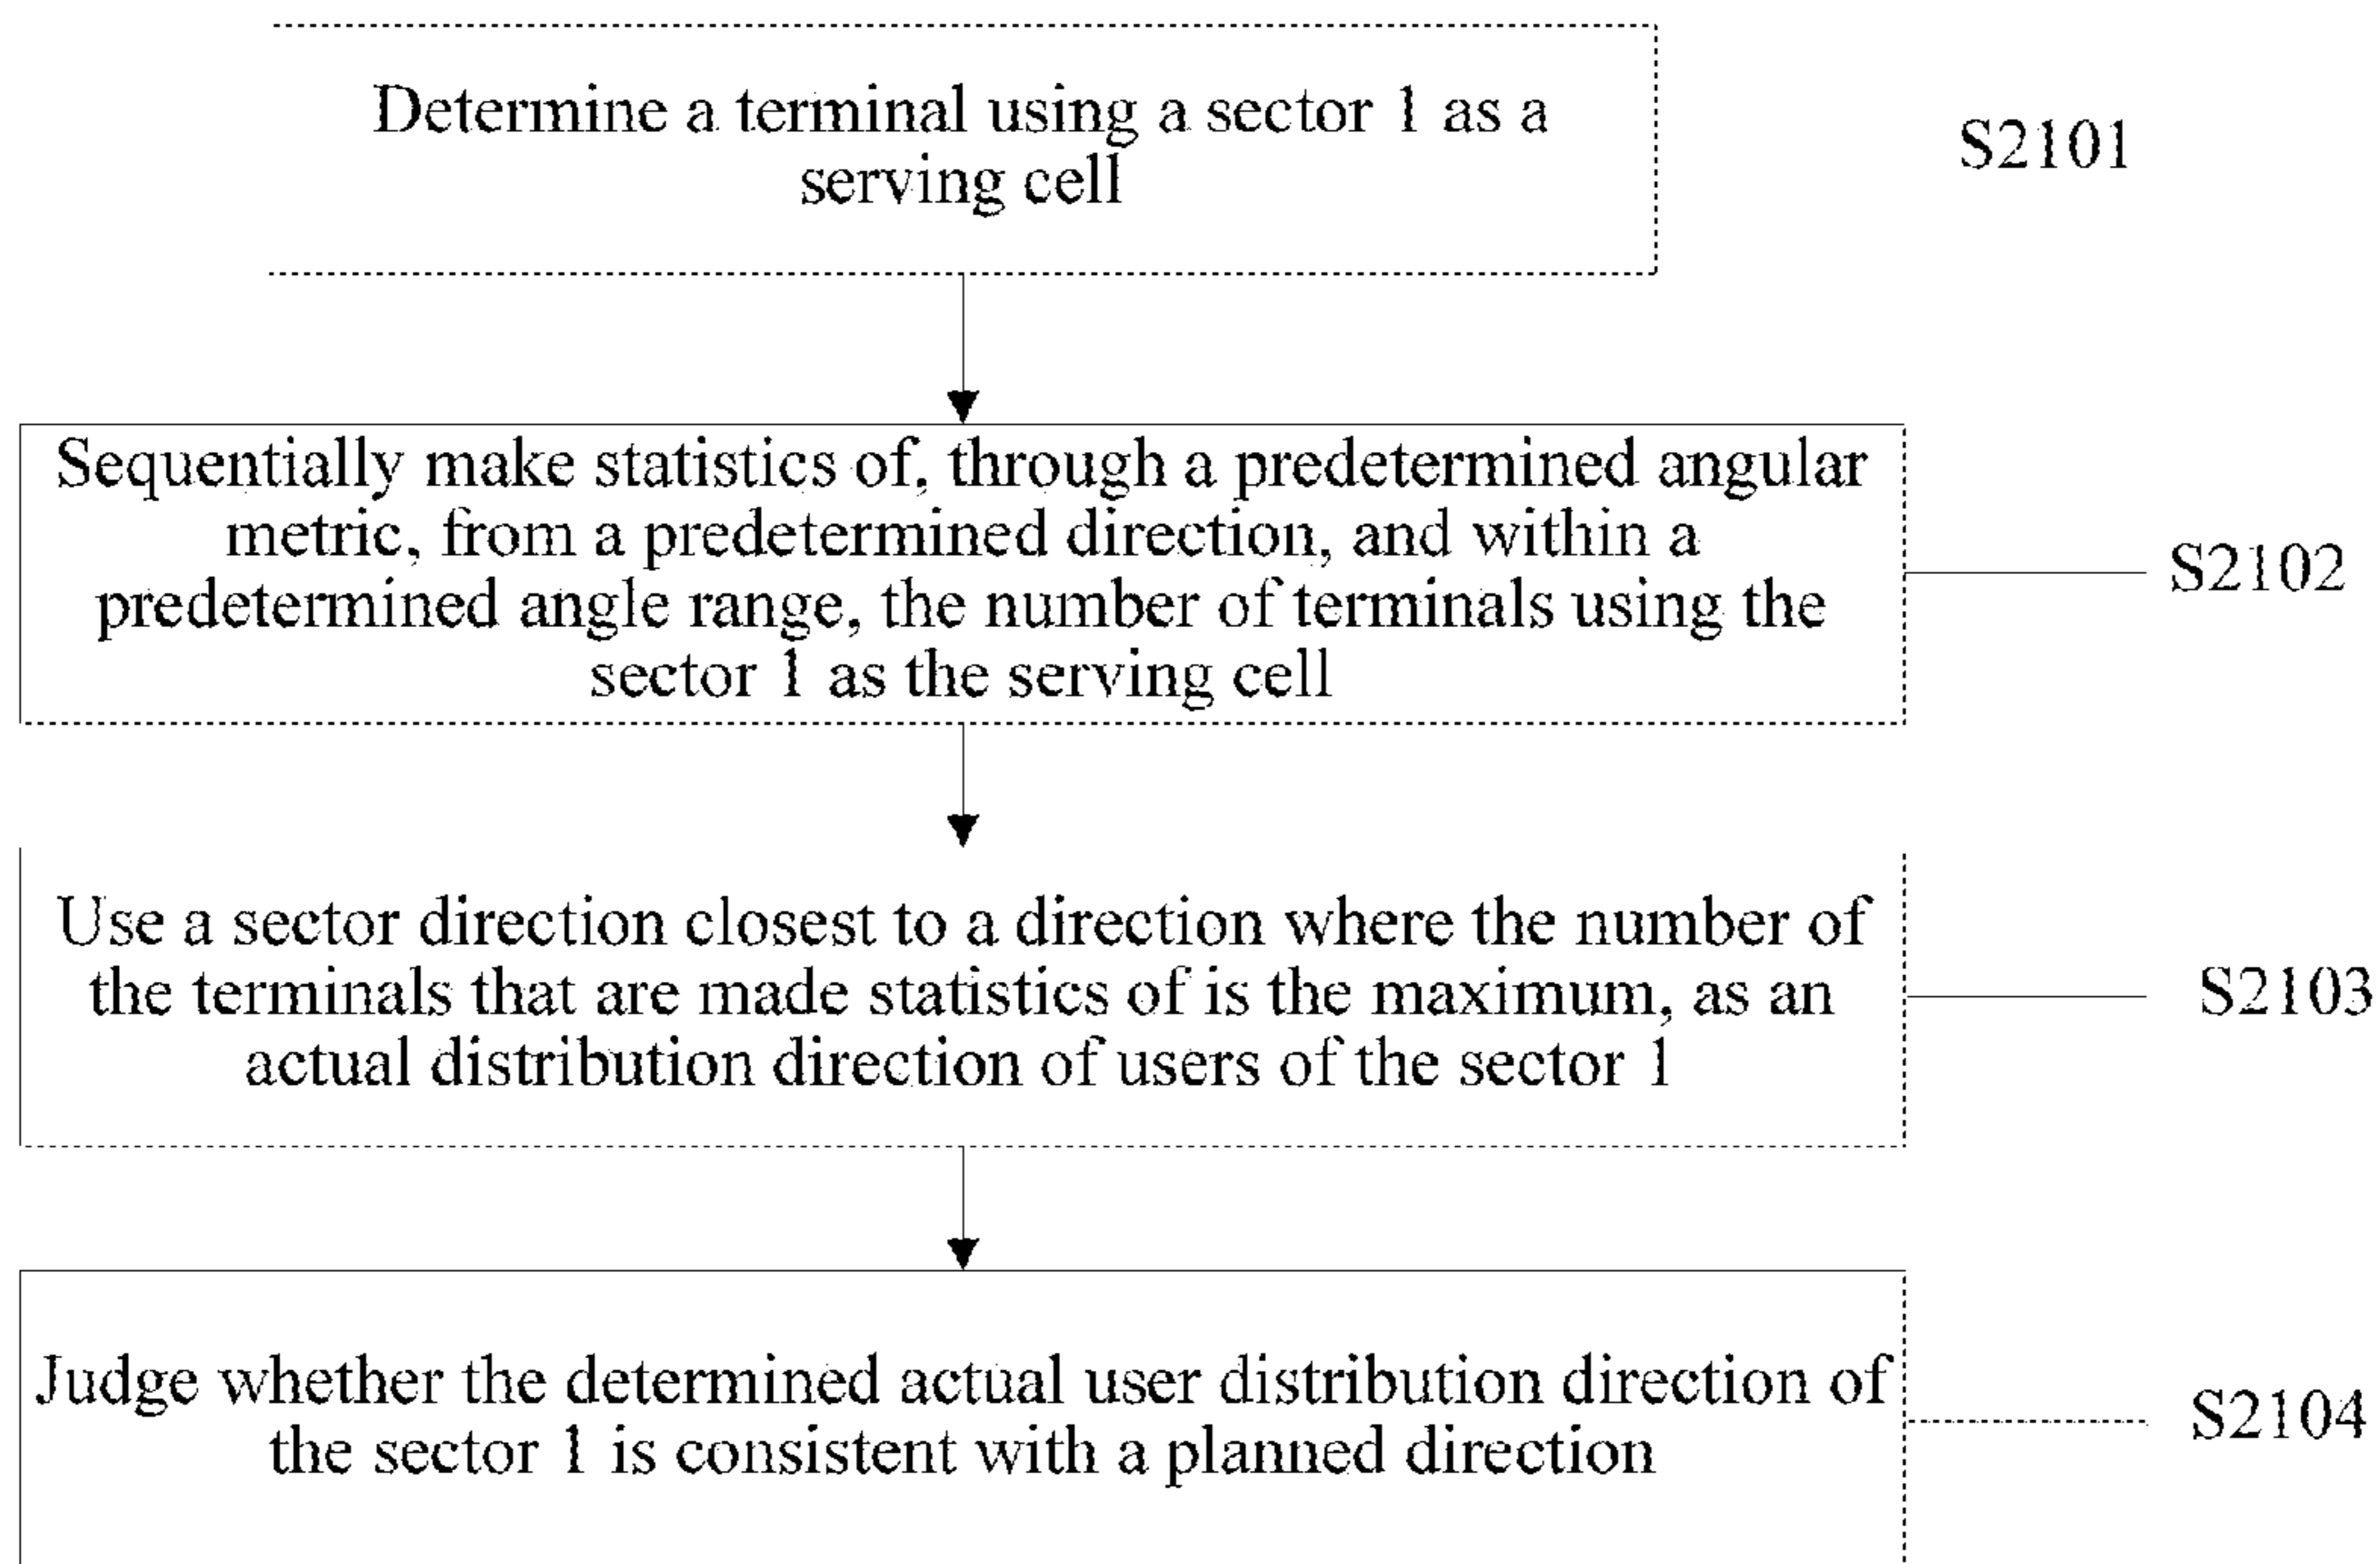 Determine a terminal using a sector 1 as a
serving cell
S2101
Sequentially make statistics of, through a predetermined angular
metric, from a predetermined direction, and within a
predetermined angle range, the number of terminals using the
sector 1 as the serving cell
S2102
Use a sector direction closest to a direction where the number of
the terminals that are made statistics of is the maximum, as an
actual distribution direction of users of the sector 1
S2103
Judge whether the determined actual user distribution direction of
the sector 1 is consistent with a planned direction
S2104